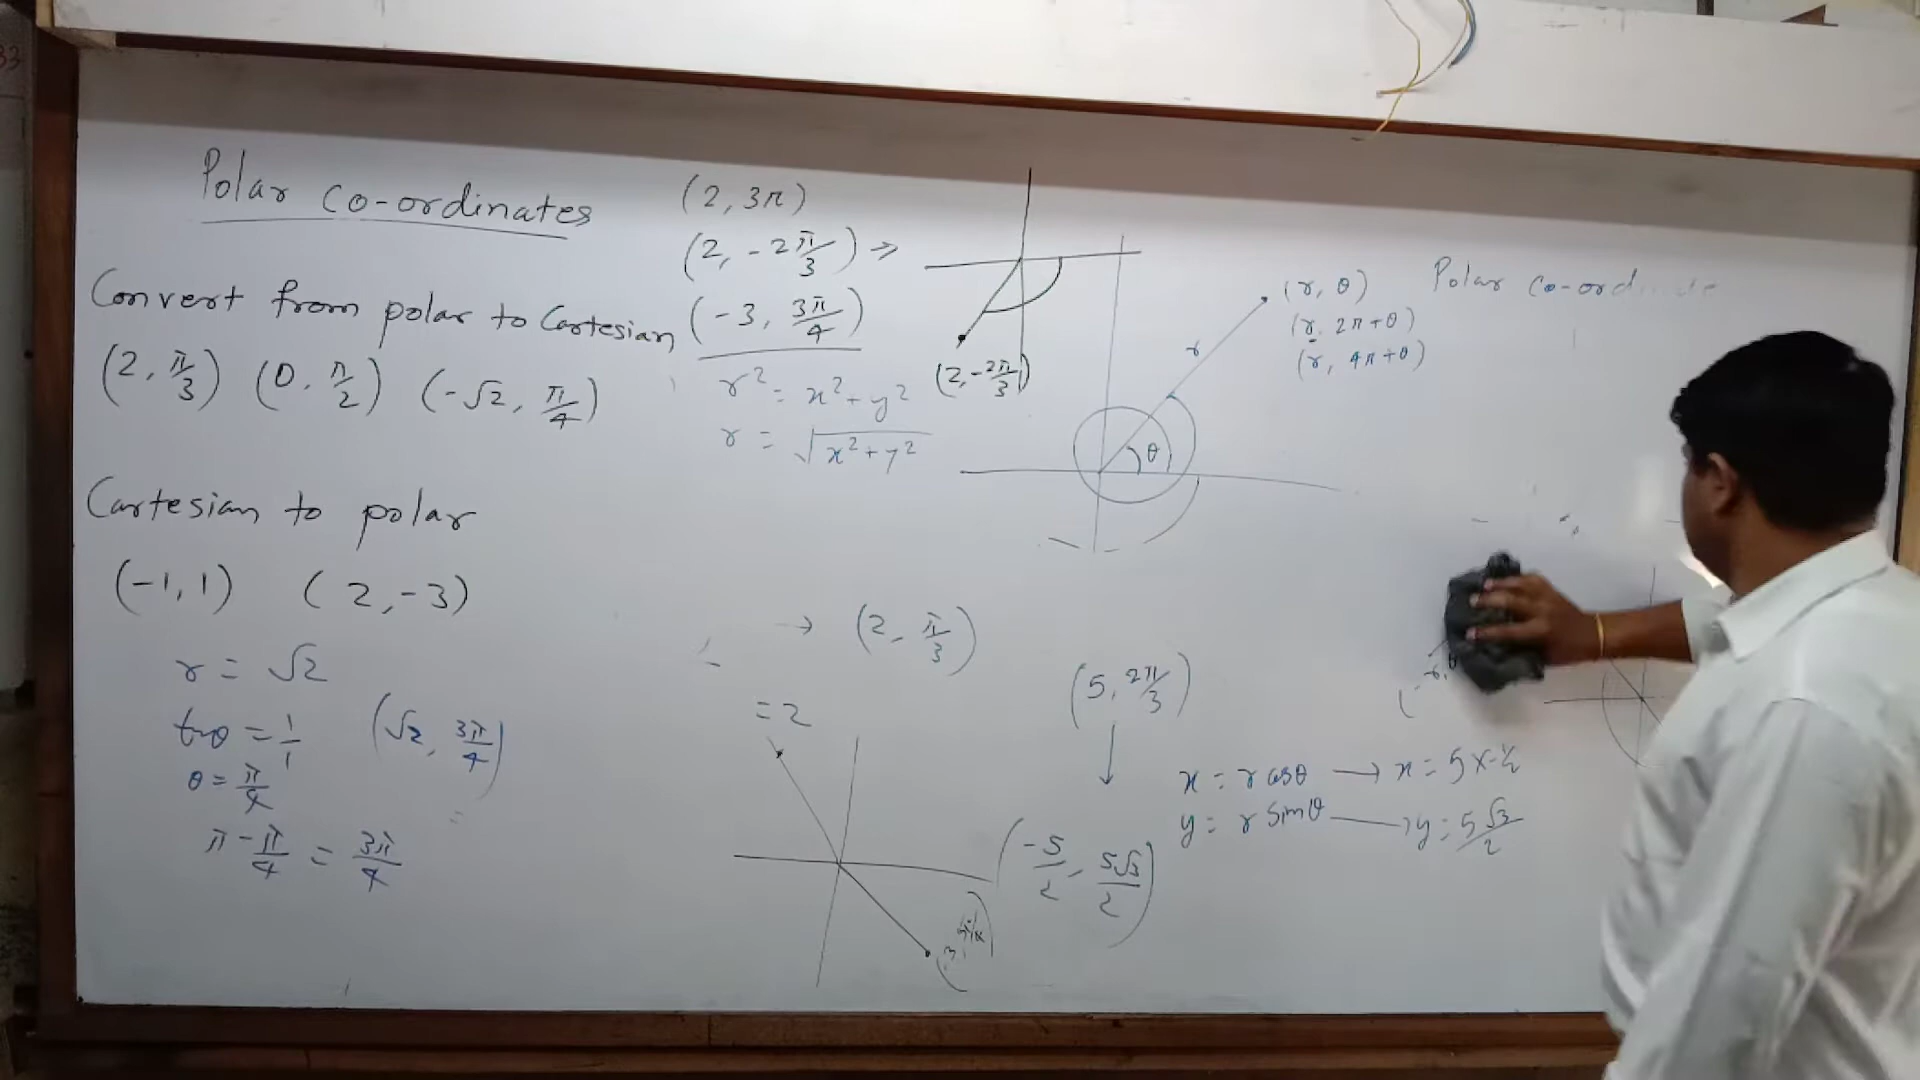 Polar co-ordinates
Convert from polar to Cartesian
(2, π/3) (0, π/2) (-√2, π/4)
Cartesian to polar
(-1, 1) (2, -3)
r = √2
tanθ = 1/1
θ = π/4
(√2, 3π/4)
π - π/4 = 3π/4
(2, 3π)
(2, -2π/3) ⇒
(-3, 3π/4)
r² = x² + y²
r = √x² + y²
(2, -2π/3)
r
θ
(r, θ)
(r, 2π+θ)
(r, 4π+θ)
Polar co-ord
→ (2, π/3)
= 2
(5, 2π/3)
↓
(-5/2, 5√3/2)
x = r cosθ → x = 5 x -1/2
y = r sinθ → y = 5√3/2